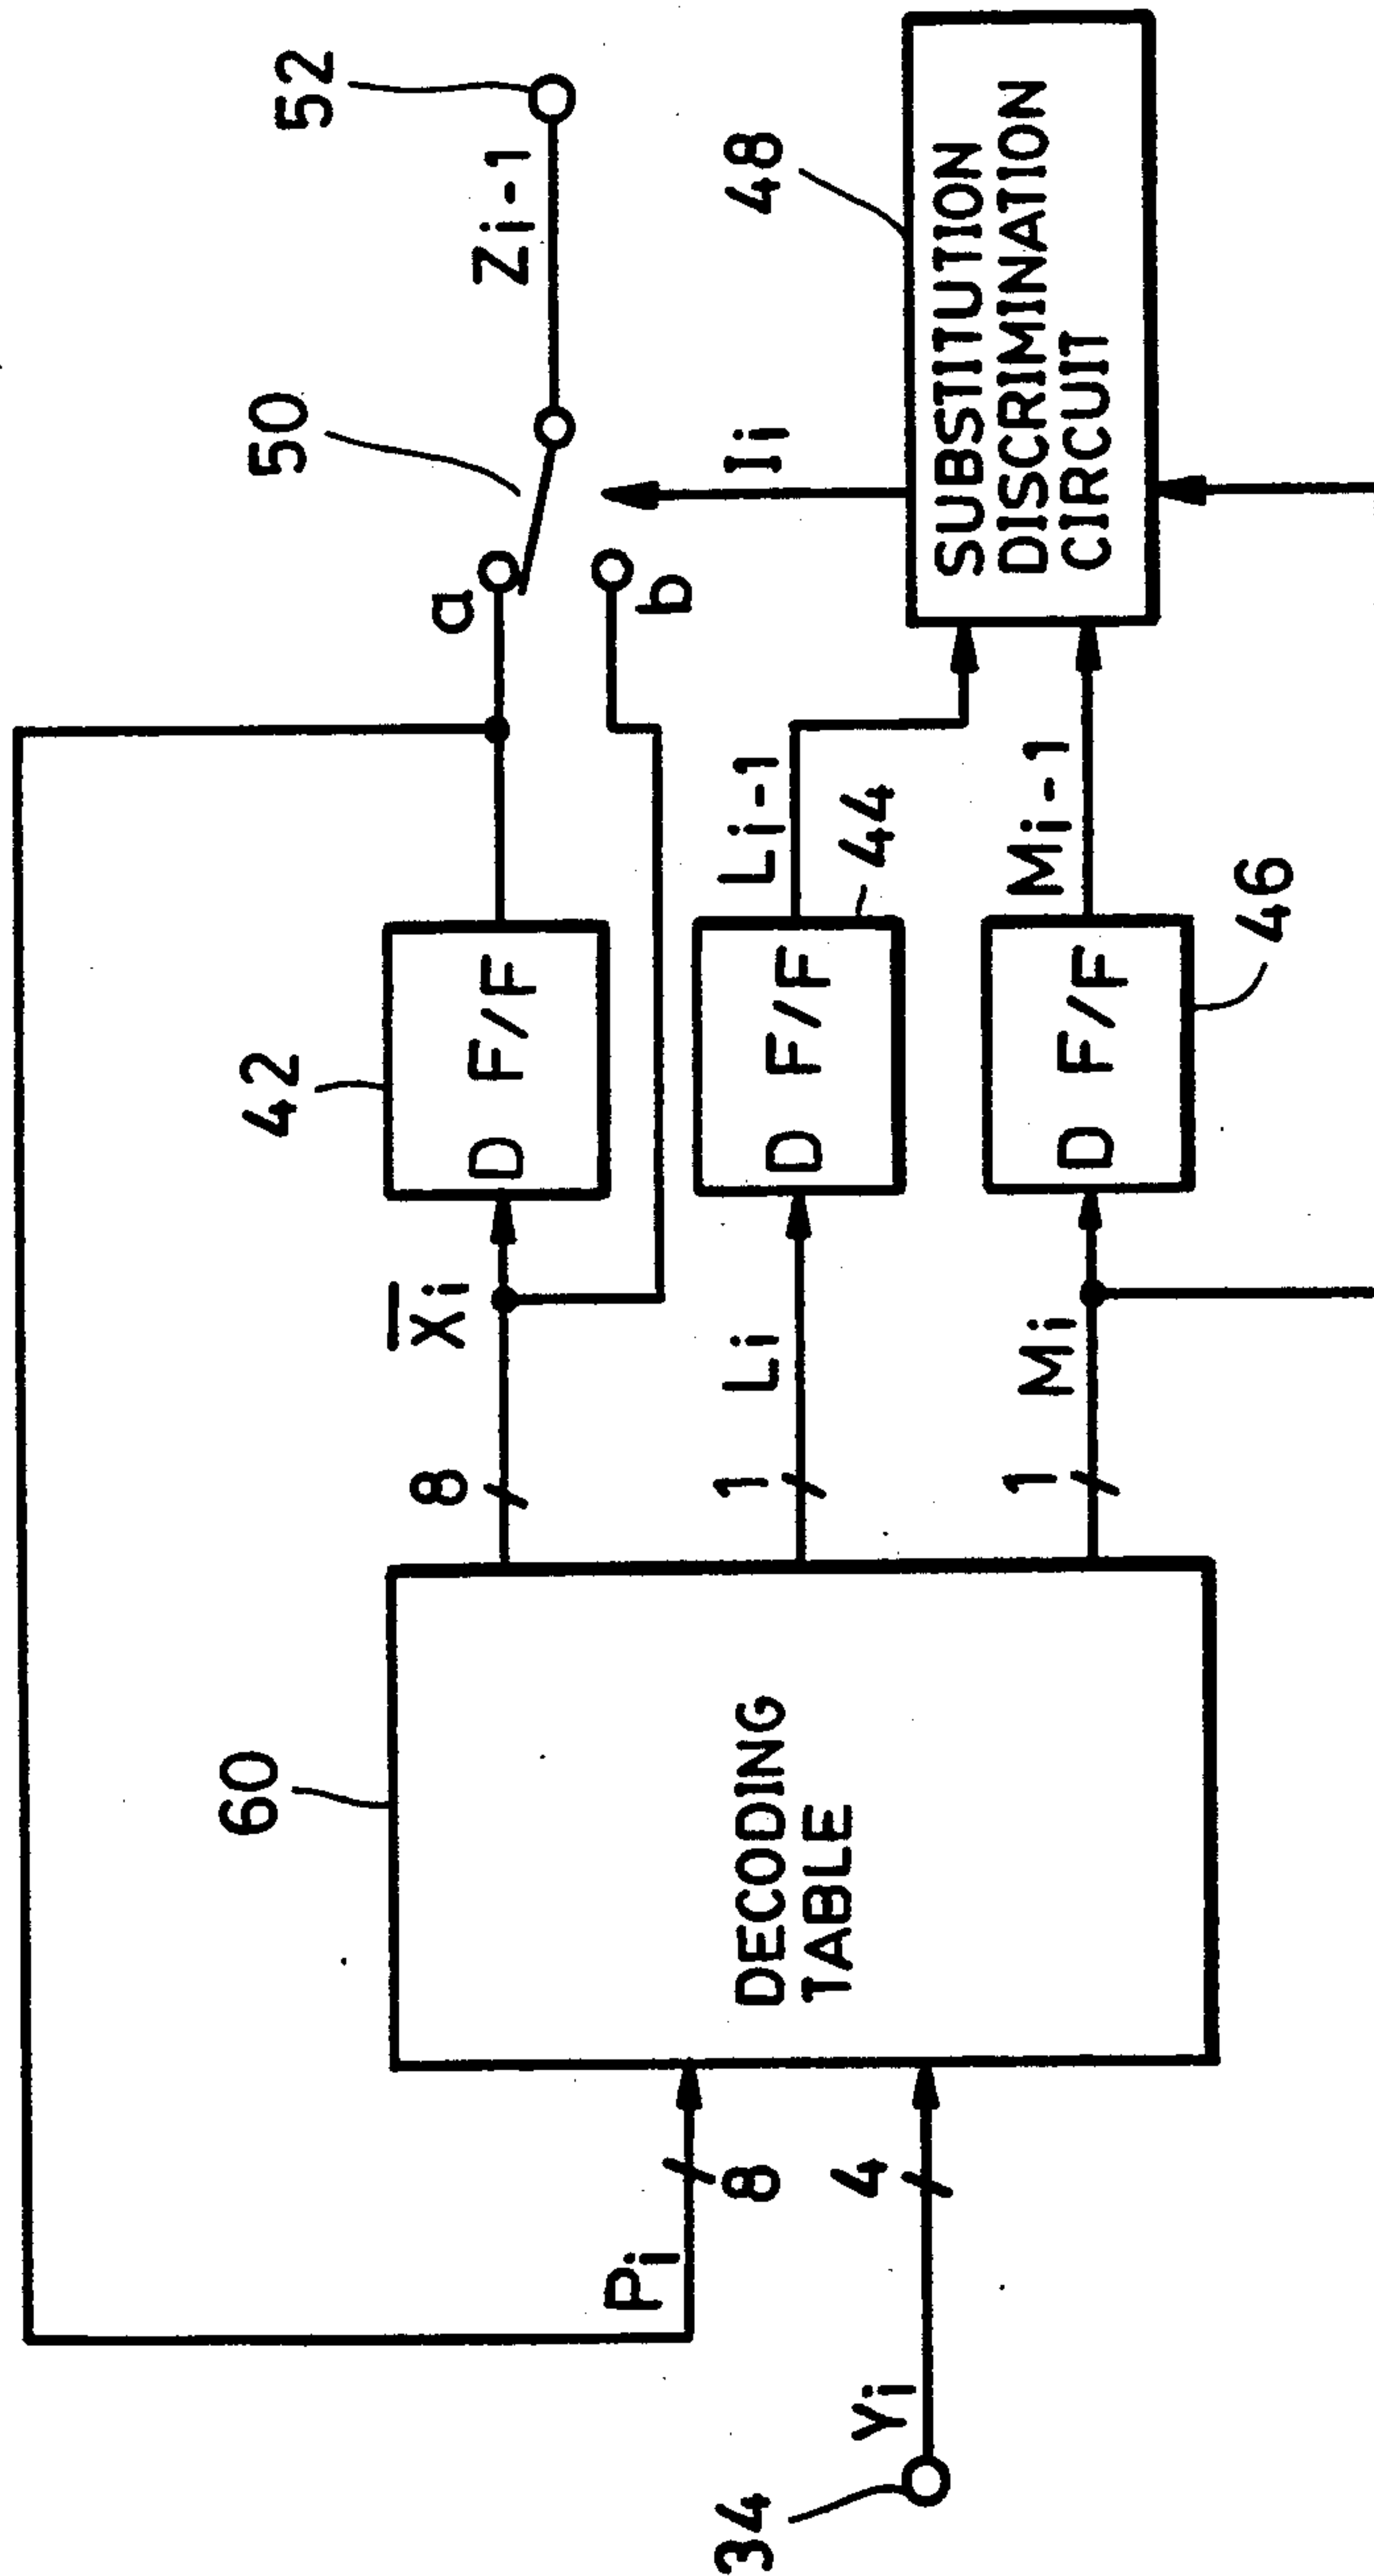 34
Yi
Pi
8
4
60
DECODING
TABLE
8
1
1
X̅i
Li
Mi
42
D F/F
D F/F
44
D F/F
46
Li-1
Mi-1
a
b
50
Ii
Zi-1
52
48
SUBSTITUTION
DISCRIMINATION
CIRCUIT